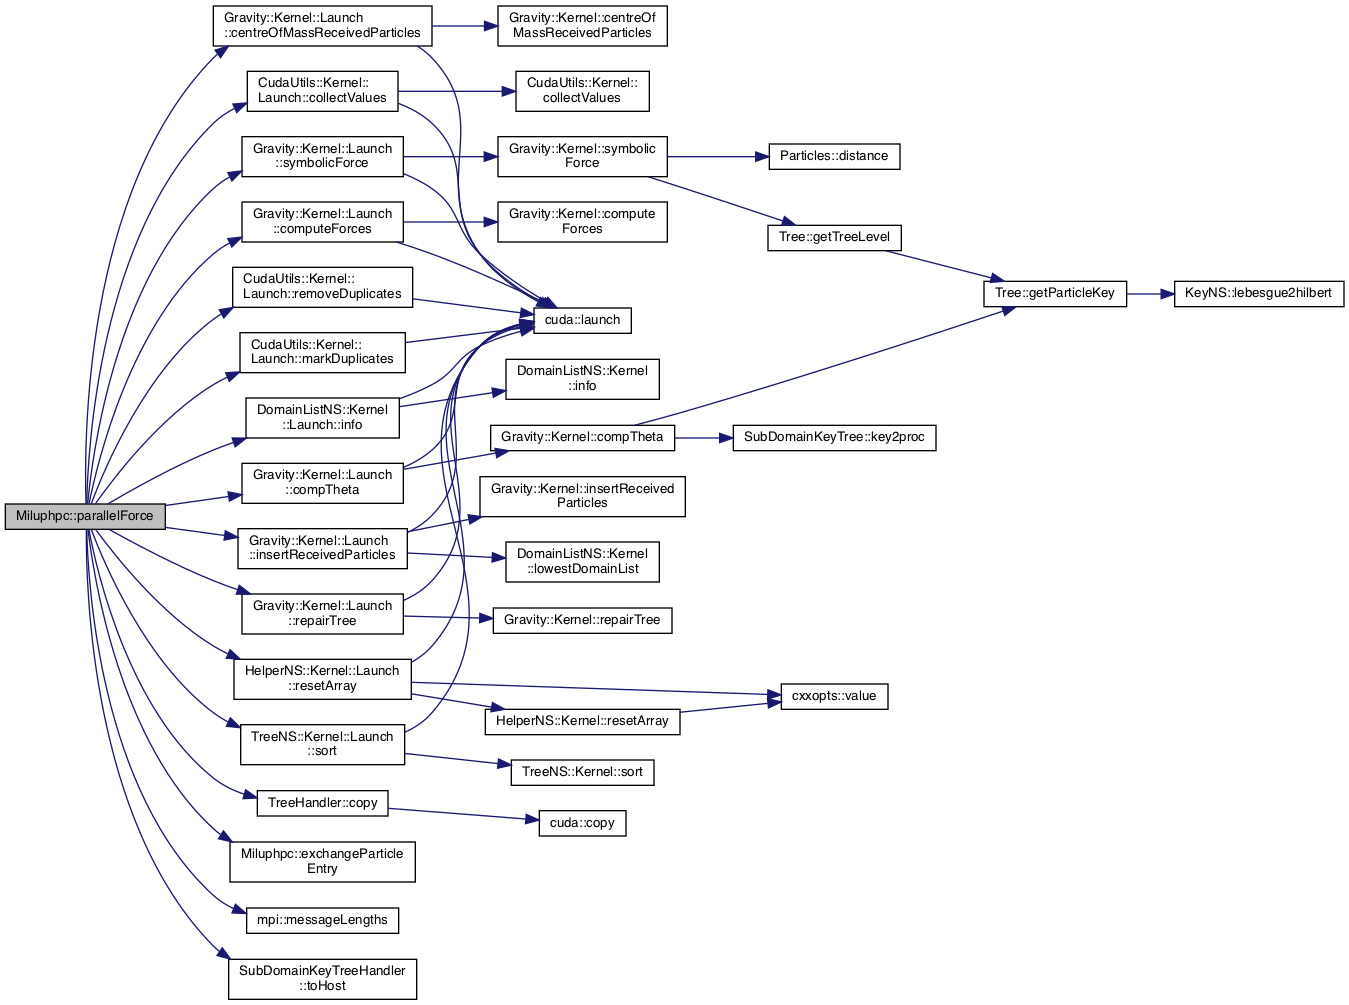 Miluphpc::parallelForce
Gravity::Kernel::Launch
::centreOfMassReceivedParticles
CudaUtils::Kernel::
Launch::collectValues
Gravity::Kernel::Launch
::symbolicForce
Gravity::Kernel::Launch
::computeForces
CudaUtils::Kernel::
Launch::removeDuplicates
CudaUtils::Kernel::
Launch::markDuplicates
DomainListNS::Kernel
::Launch::info
Gravity::Kernel::Launch
::compTheta
Gravity::Kernel::Launch
::insertReceivedParticles
Gravity::Kernel::Launch
::repairTree
HelperNS::Kernel::Launch
::resetArray
TreeNS::Kernel::Launch
::sort
TreeHandler::copy
Miluphpc::exchangeParticle
Entry
mpi::messageLengths
SubDomainKeyTreeHandler
::toHost
Gravity::Kernel::centreOf
MassReceivedParticles
CudaUtils::Kernel::
collectValues
Gravity::Kernel::symbolic
Force
Gravity::Kernel::compute
Forces
cuda::launch
DomainListNS::Kernel
::info
Gravity::Kernel::compTheta
Gravity::Kernel::insertReceived
Particles
DomainListNS::Kernel
::lowestDomainList
Gravity::Kernel::repairTree
HelperNS::Kernel::resetArray
TreeNS::Kernel::sort
cuda::copy
Particles::distance
Tree::getTreeLevel
SubDomainKeyTree::key2proc
cxxopts::value
Tree::getParticleKey
KeyNS::lebesgue2hilbert